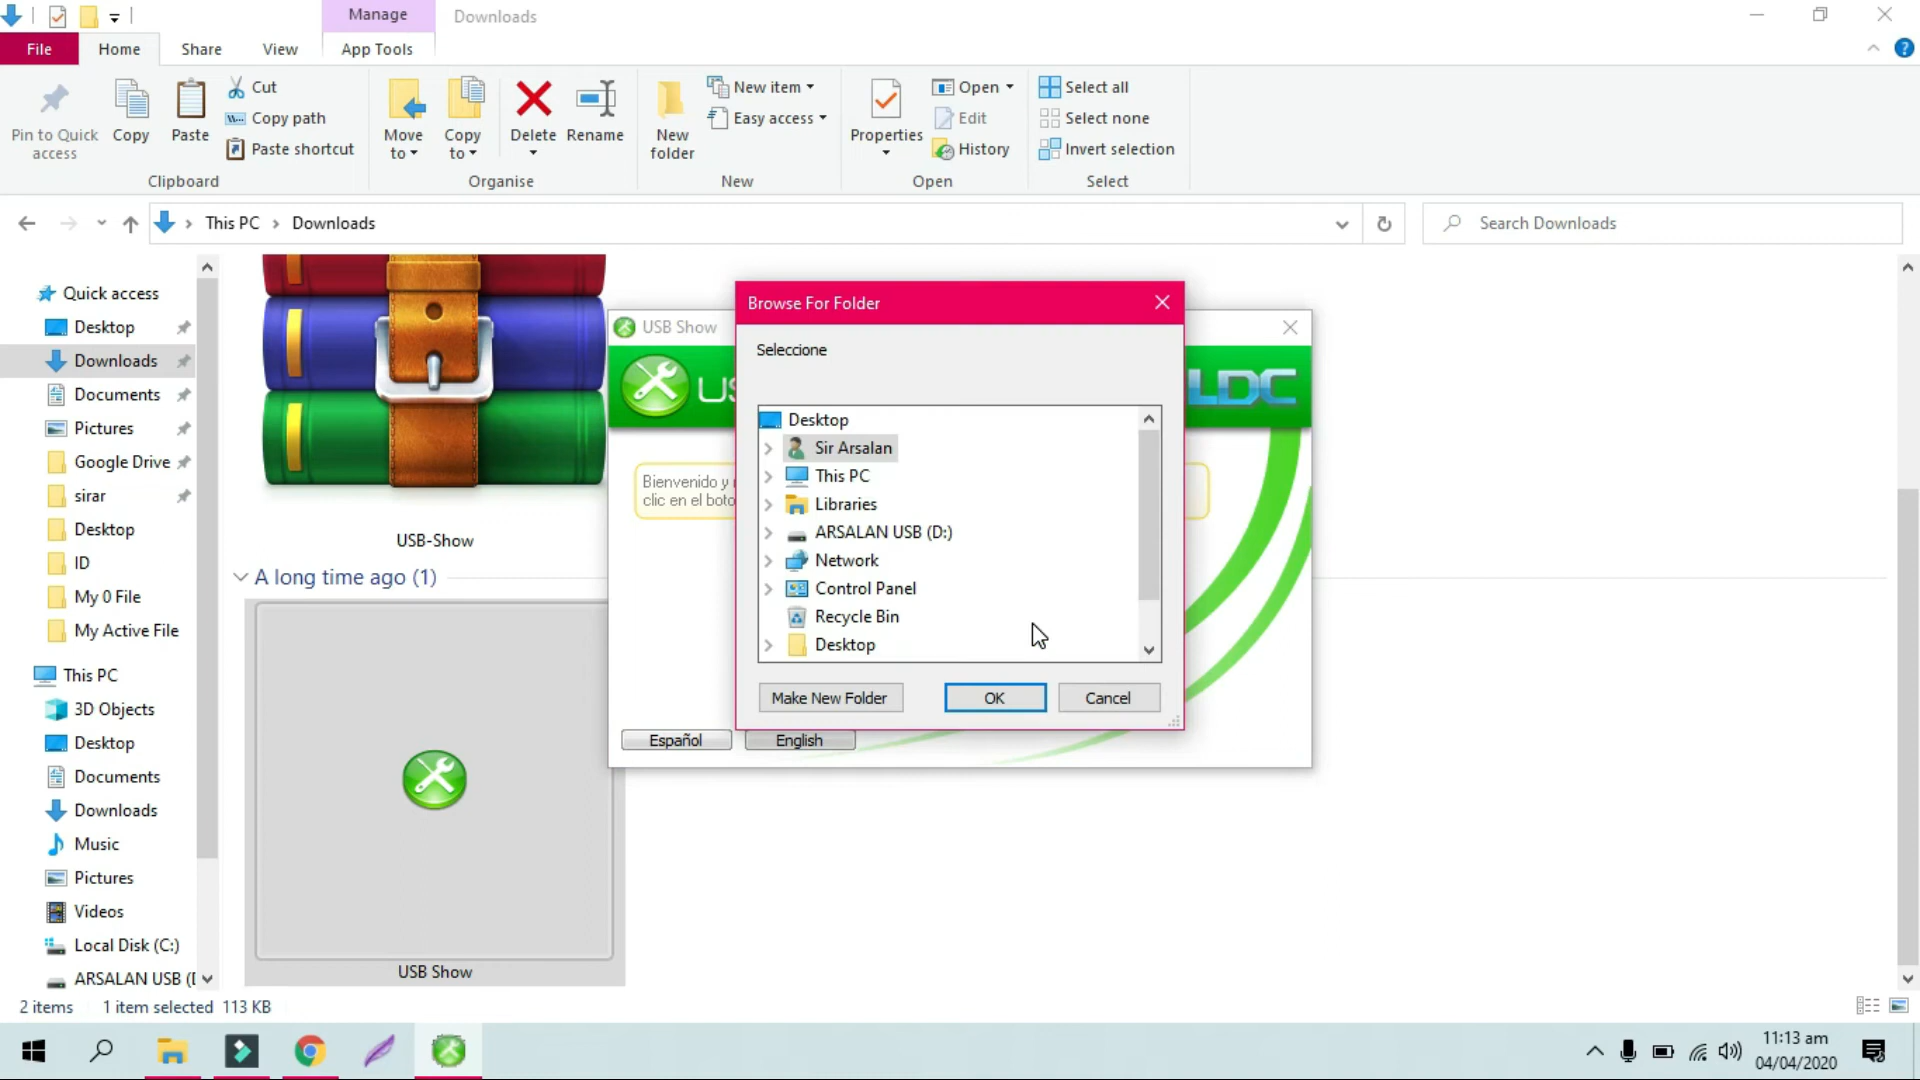 Manage
Downloads
File
Home
Share
View
App Tools
Pin to Quick access
Copy
Paste
Cut
Copy path
Paste shortcut
Clipboard
Move to
Copy to
Delete
Rename
Organise
New folder
New item
Easy access
New
Properties
Open
Edit
History
Open
Select all
Select none
Invert selection
Select
This PC
Downloads
Search Downloads
Quick access
Desktop
Downloads
Documents
Pictures
Google Drive
sirar
Desktop
ID
My 0 File
My Active File
This PC
3D Objects
Desktop
Documents
Downloads
Music
Pictures
Videos
Local Disk (C:)
ARSALAN USB (
USB-Show
A long time ago (1)
USB Show
USB Show
US
LDC
Bienvenido y
clic en el boto
Español
English
Browse For Folder
Seleccione
Desktop
Sir Arsalan
This PC
Libraries
ARSALAN USB (D:)
Network
Control Panel
Recycle Bin
Desktop
Make New Folder
OK
Cancel
2 items
1 item selected 113 KB
11:13 am
04/04/2020